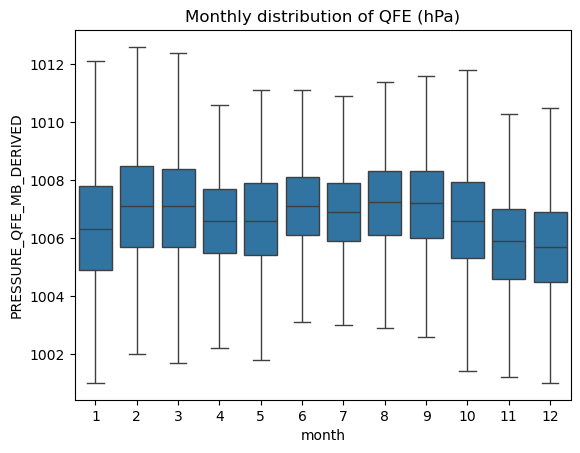 Monthly distribution of QFE (hPa)
PRESSURE_QFE_MB_DERIVED
1012
1010
1008
1006
1004
1002
1 2 3 4 5 6 7 8 9 10 11 12
month